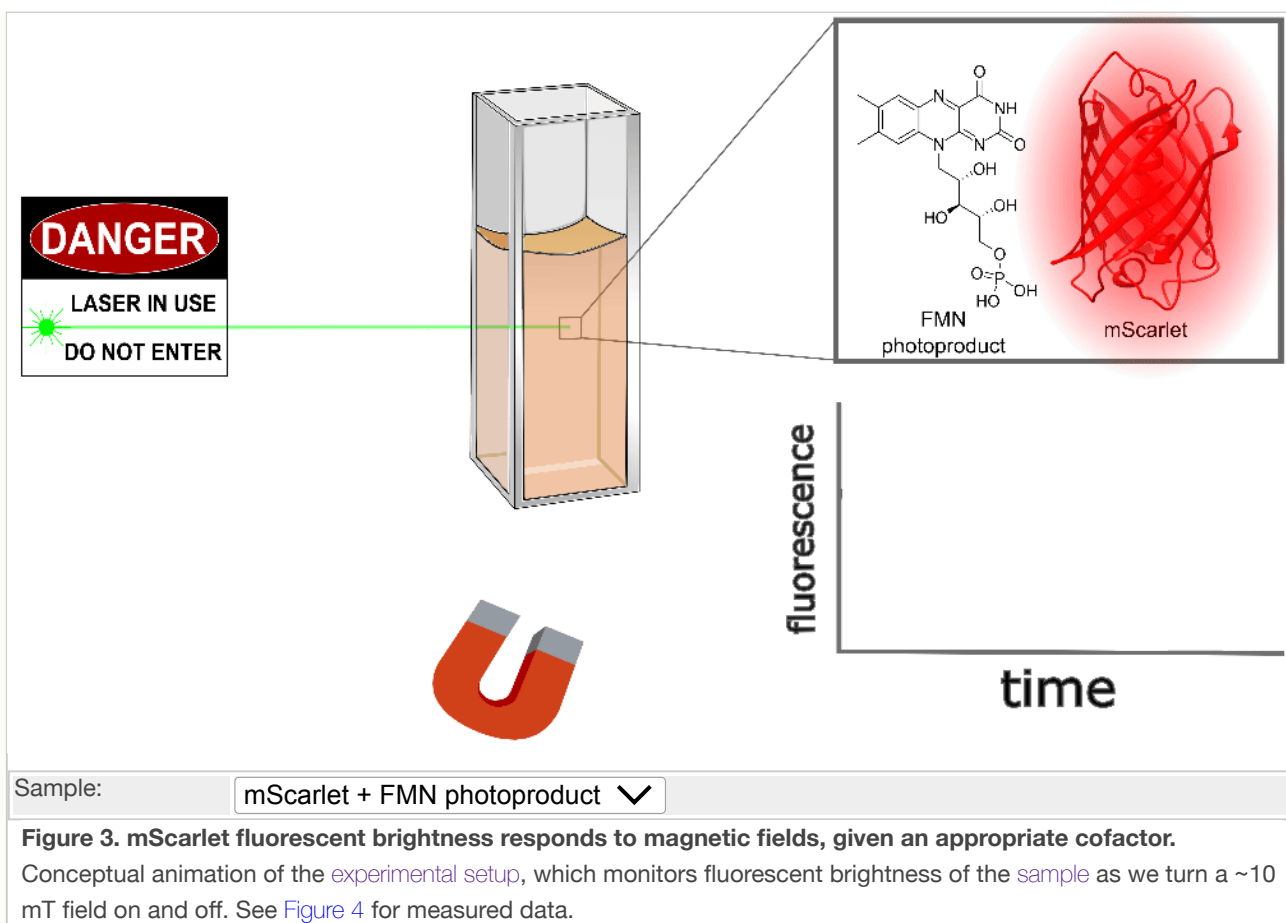 DANGER
LASER IN USE
DO NOT ENTER
N
O
NH
N
N
O
OH
HO
OH
O
O
P
OH
HO
FMN
photoproduct
mScarlet
fluorescence
time
Sample:
mScarlet + FMN photoproduct
Figure 3. mScarlet fluorescent brightness responds to magnetic fields, given an appropriate cofactor.
Conceptual animation of the experimental setup, which monitors fluorescent brightness of the sample as we turn a ~10
mT field on and off. See Figure 4 for measured data.